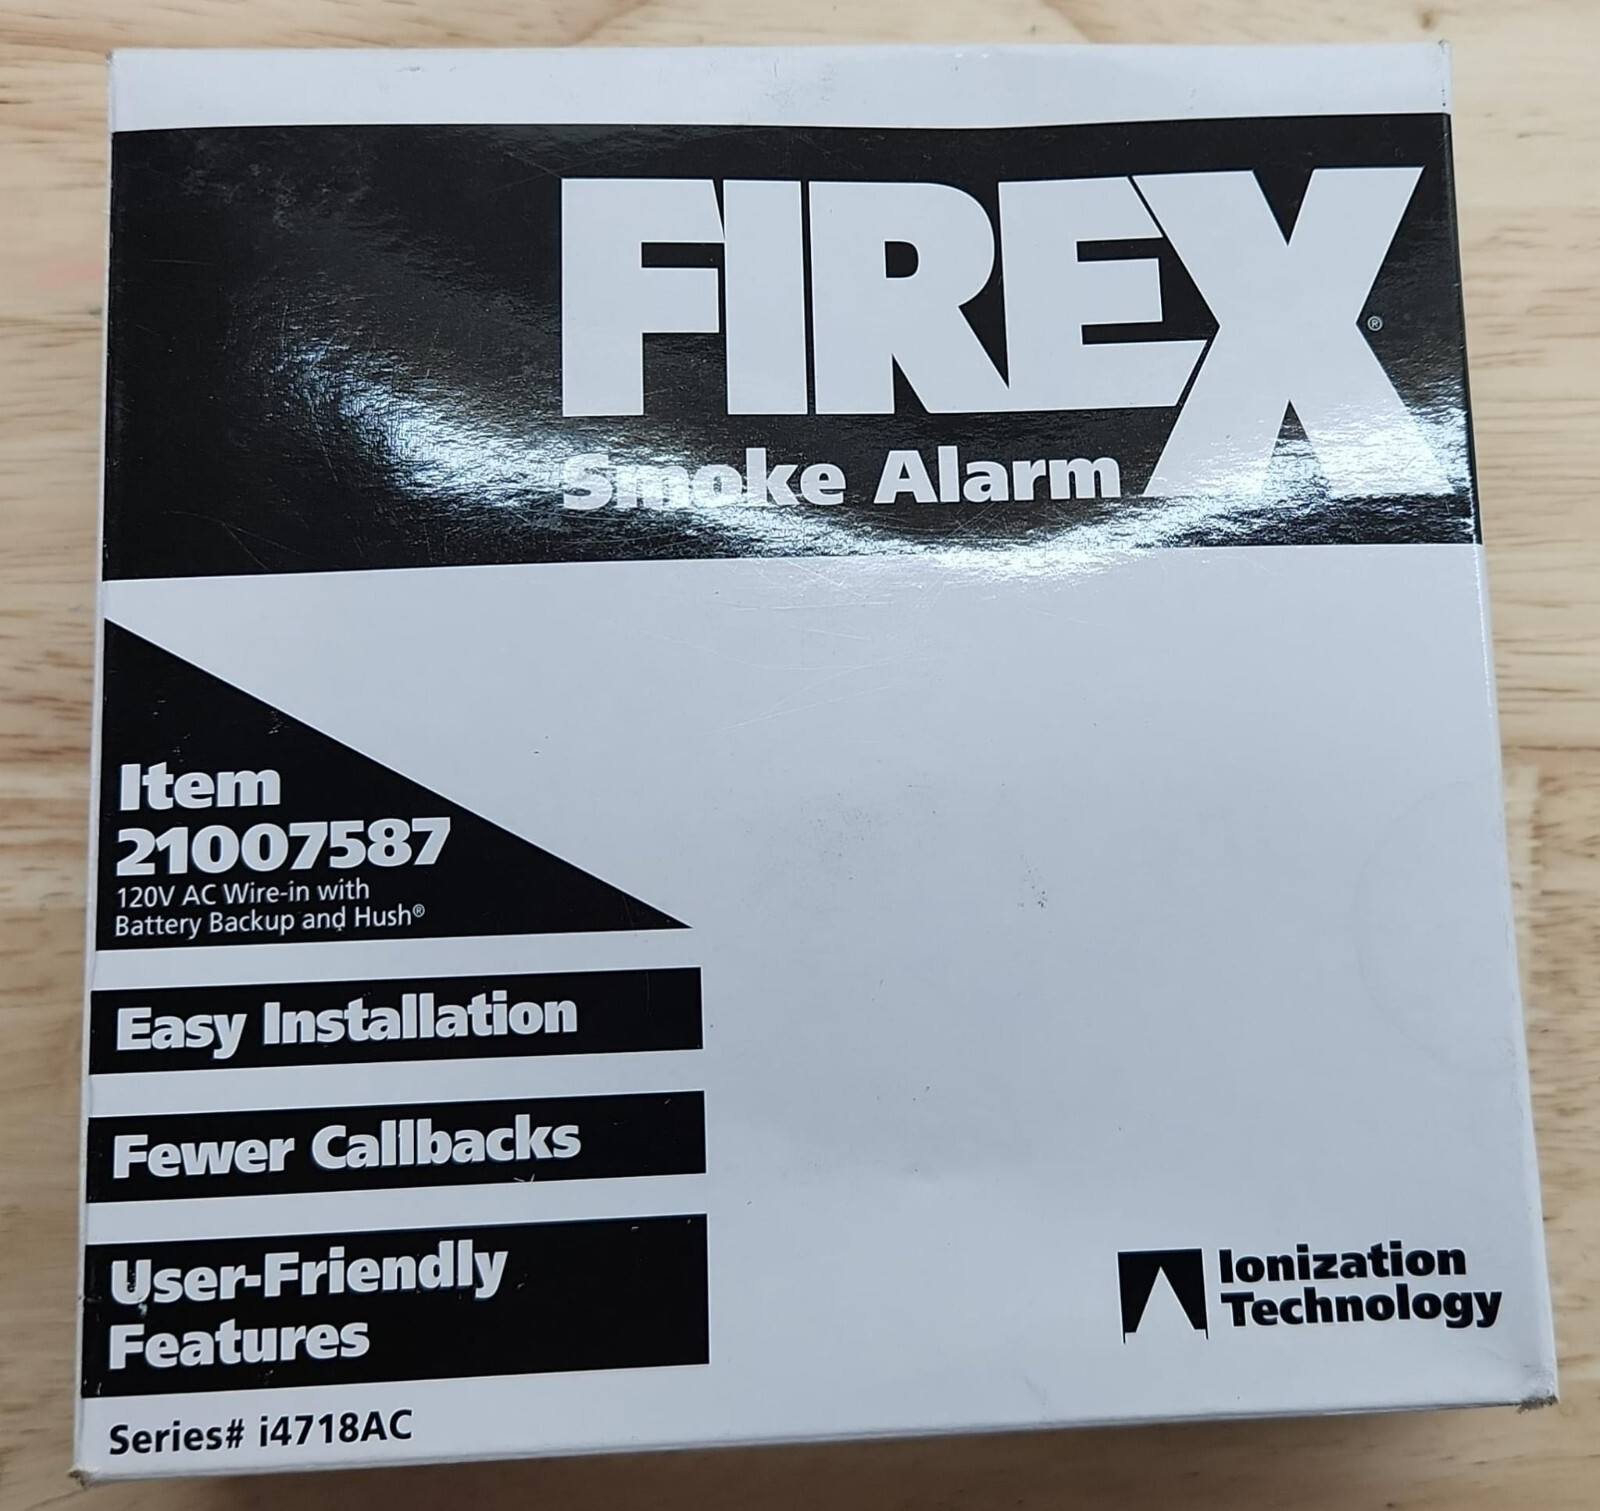 FIREX®
Smoke Alarm
Item
21007587
120V AC Wire-in with
Battery Backup and Hush®
Easy Installation
Fewer Callbacks
User-Friendly
Features
Ionization
Technology
Series# i4718AC